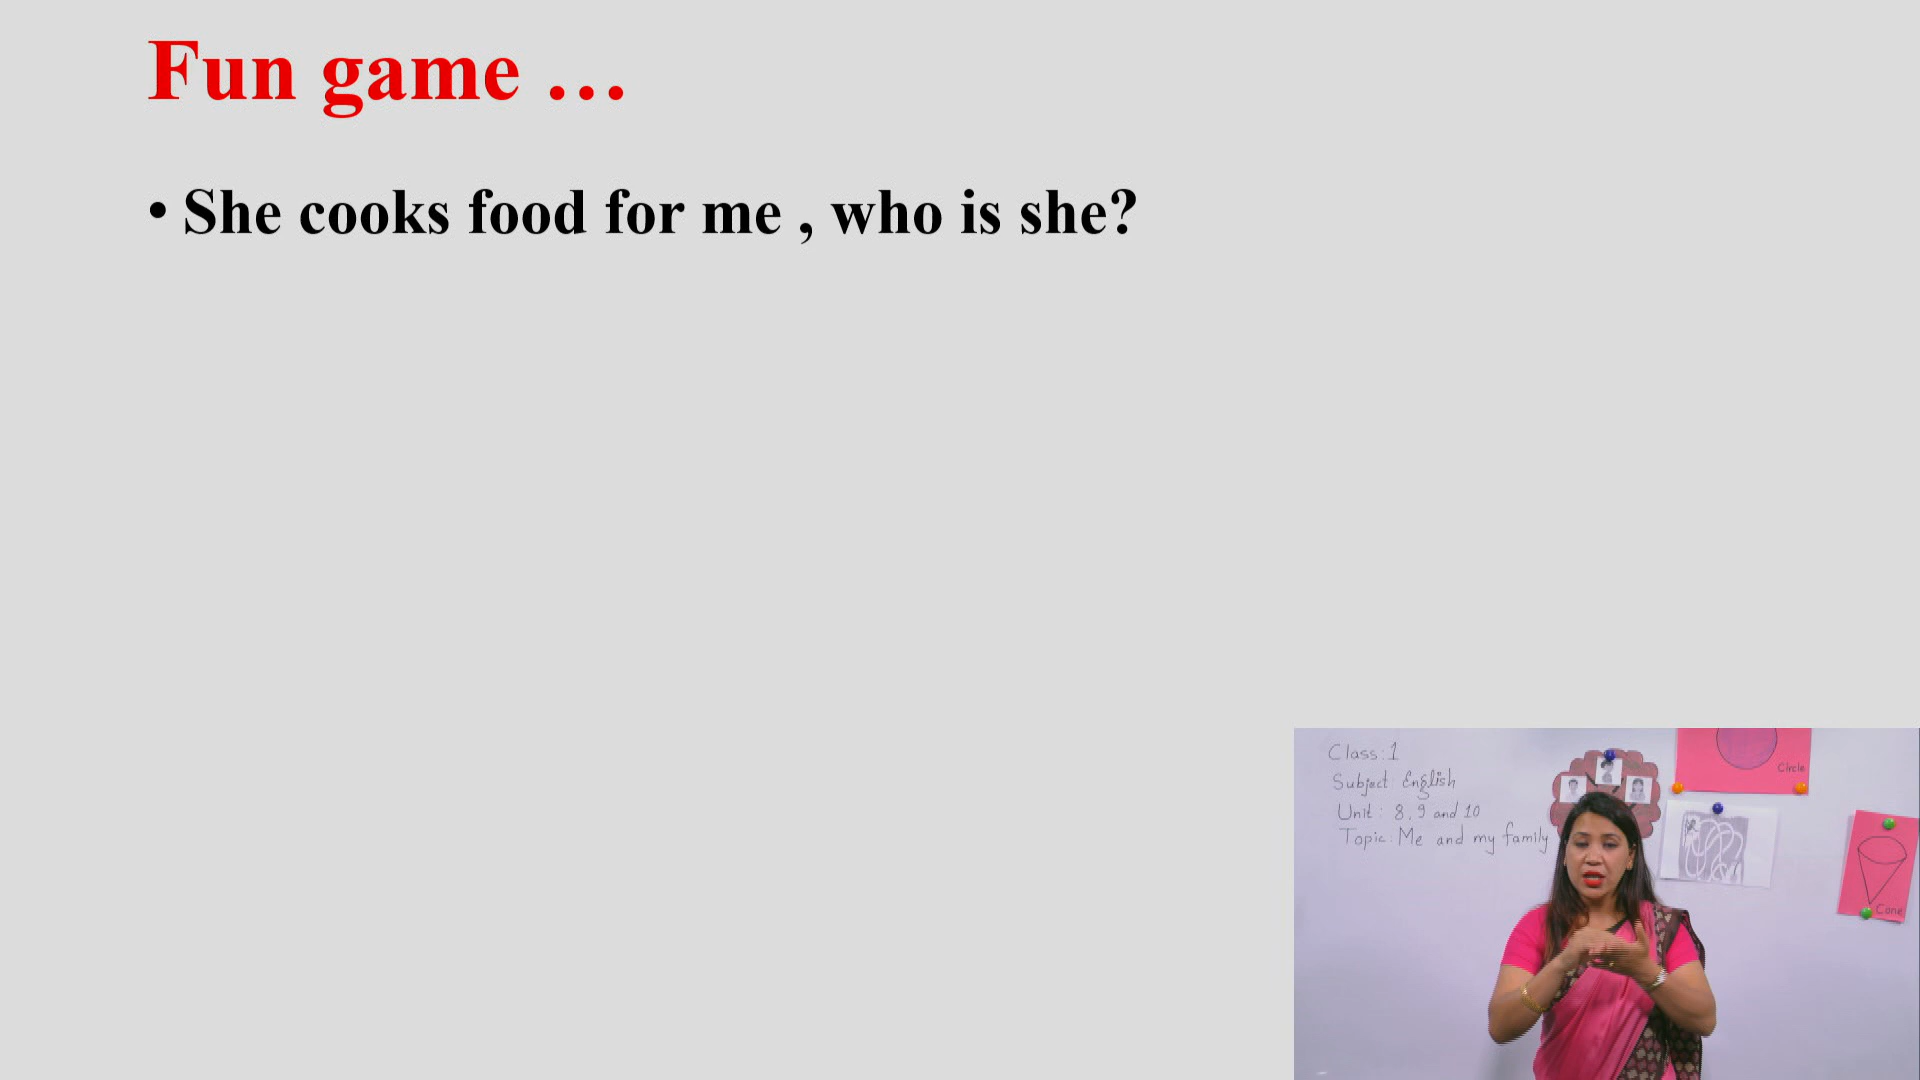 Fun game …
• She cooks food for me , who is she?
Class:1
Subject: English
Unit: 8, 9 and 10
Topic: Me and my family
Circle
Cone